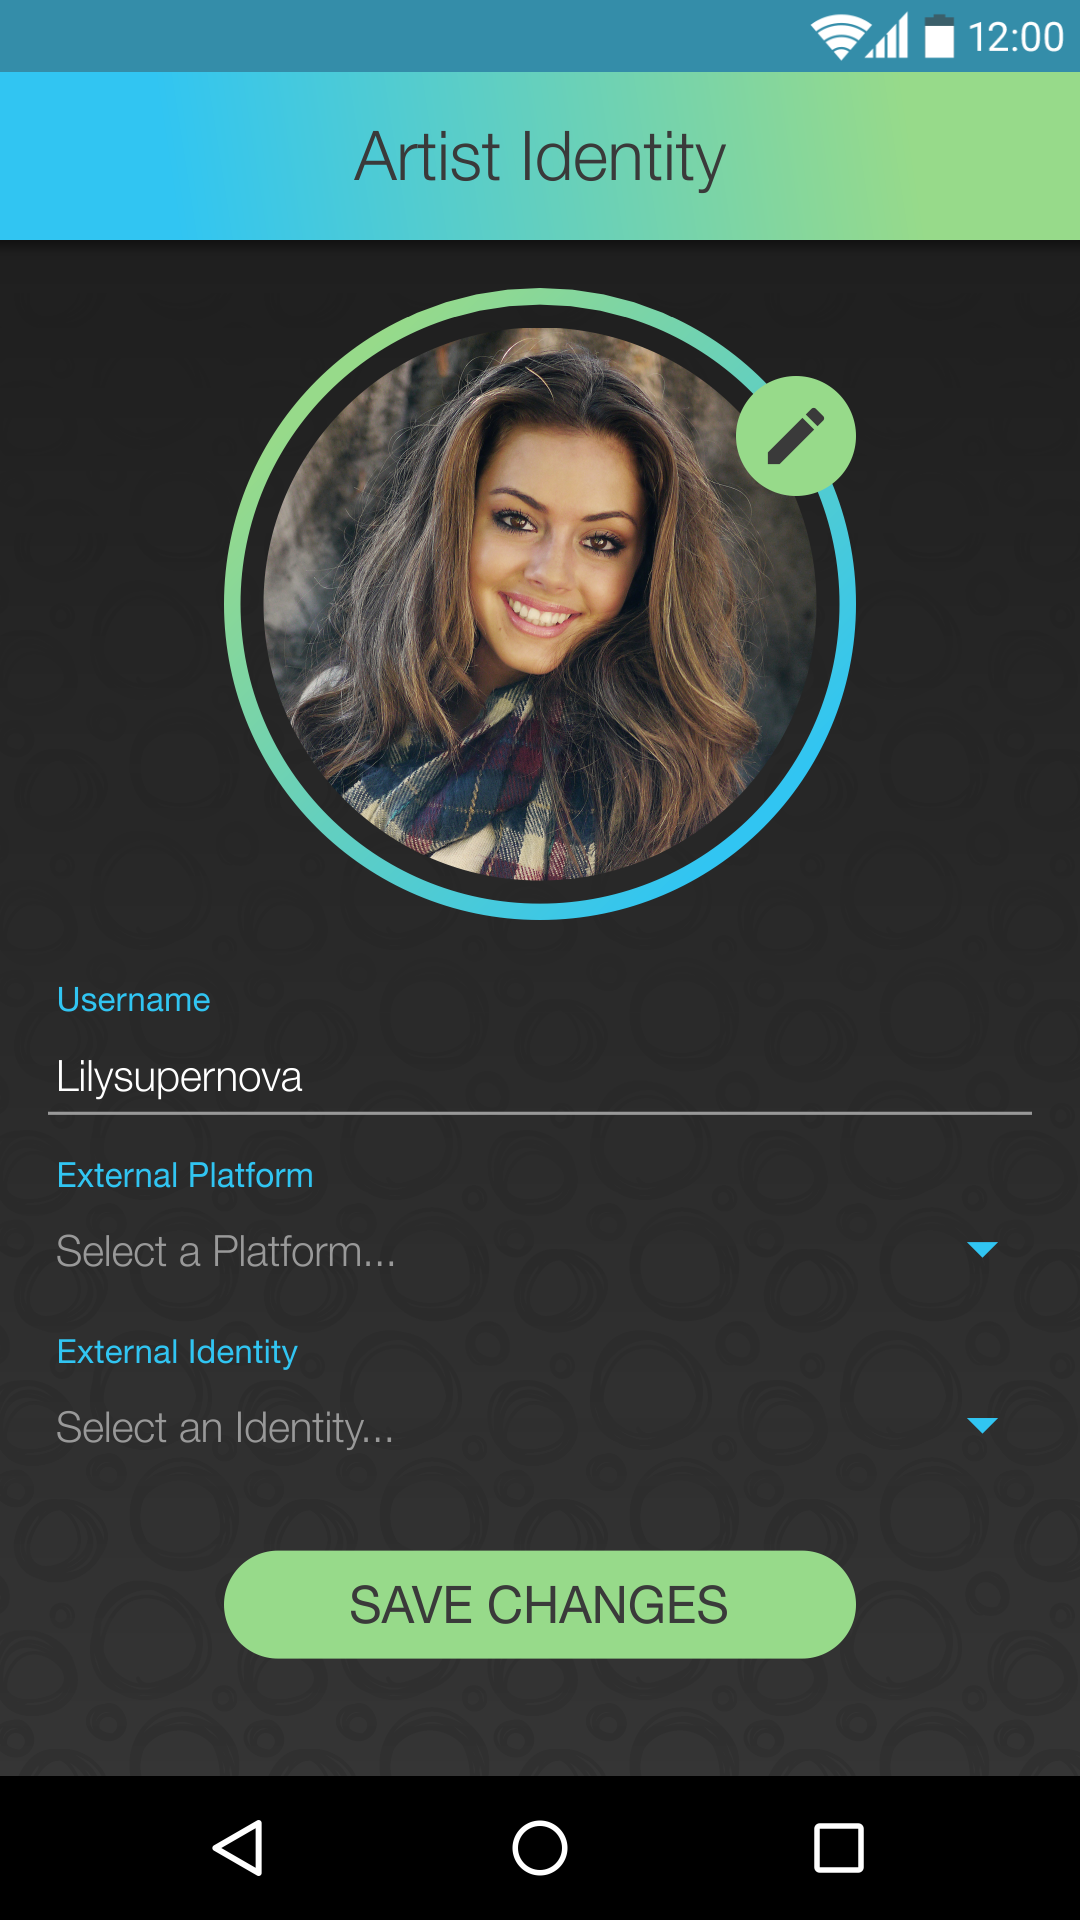 12:00
Artist Identity
Username
Lilysupernova
External Platform
Select a Platform...
External Identity
Select an Identity...
SAVE CHANGES